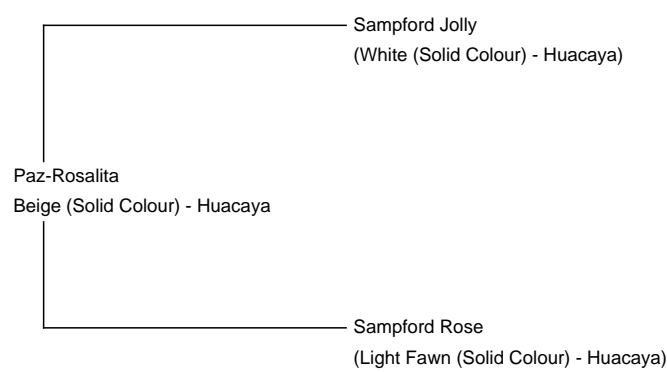 Sampford Jolly
(White (Solid Colour) - Huacaya)
Paz-Rosalita
Beige (Solid Colour) - Huacaya
Sampford Rose
(Light Fawn (Solid Colour) - Huacaya)